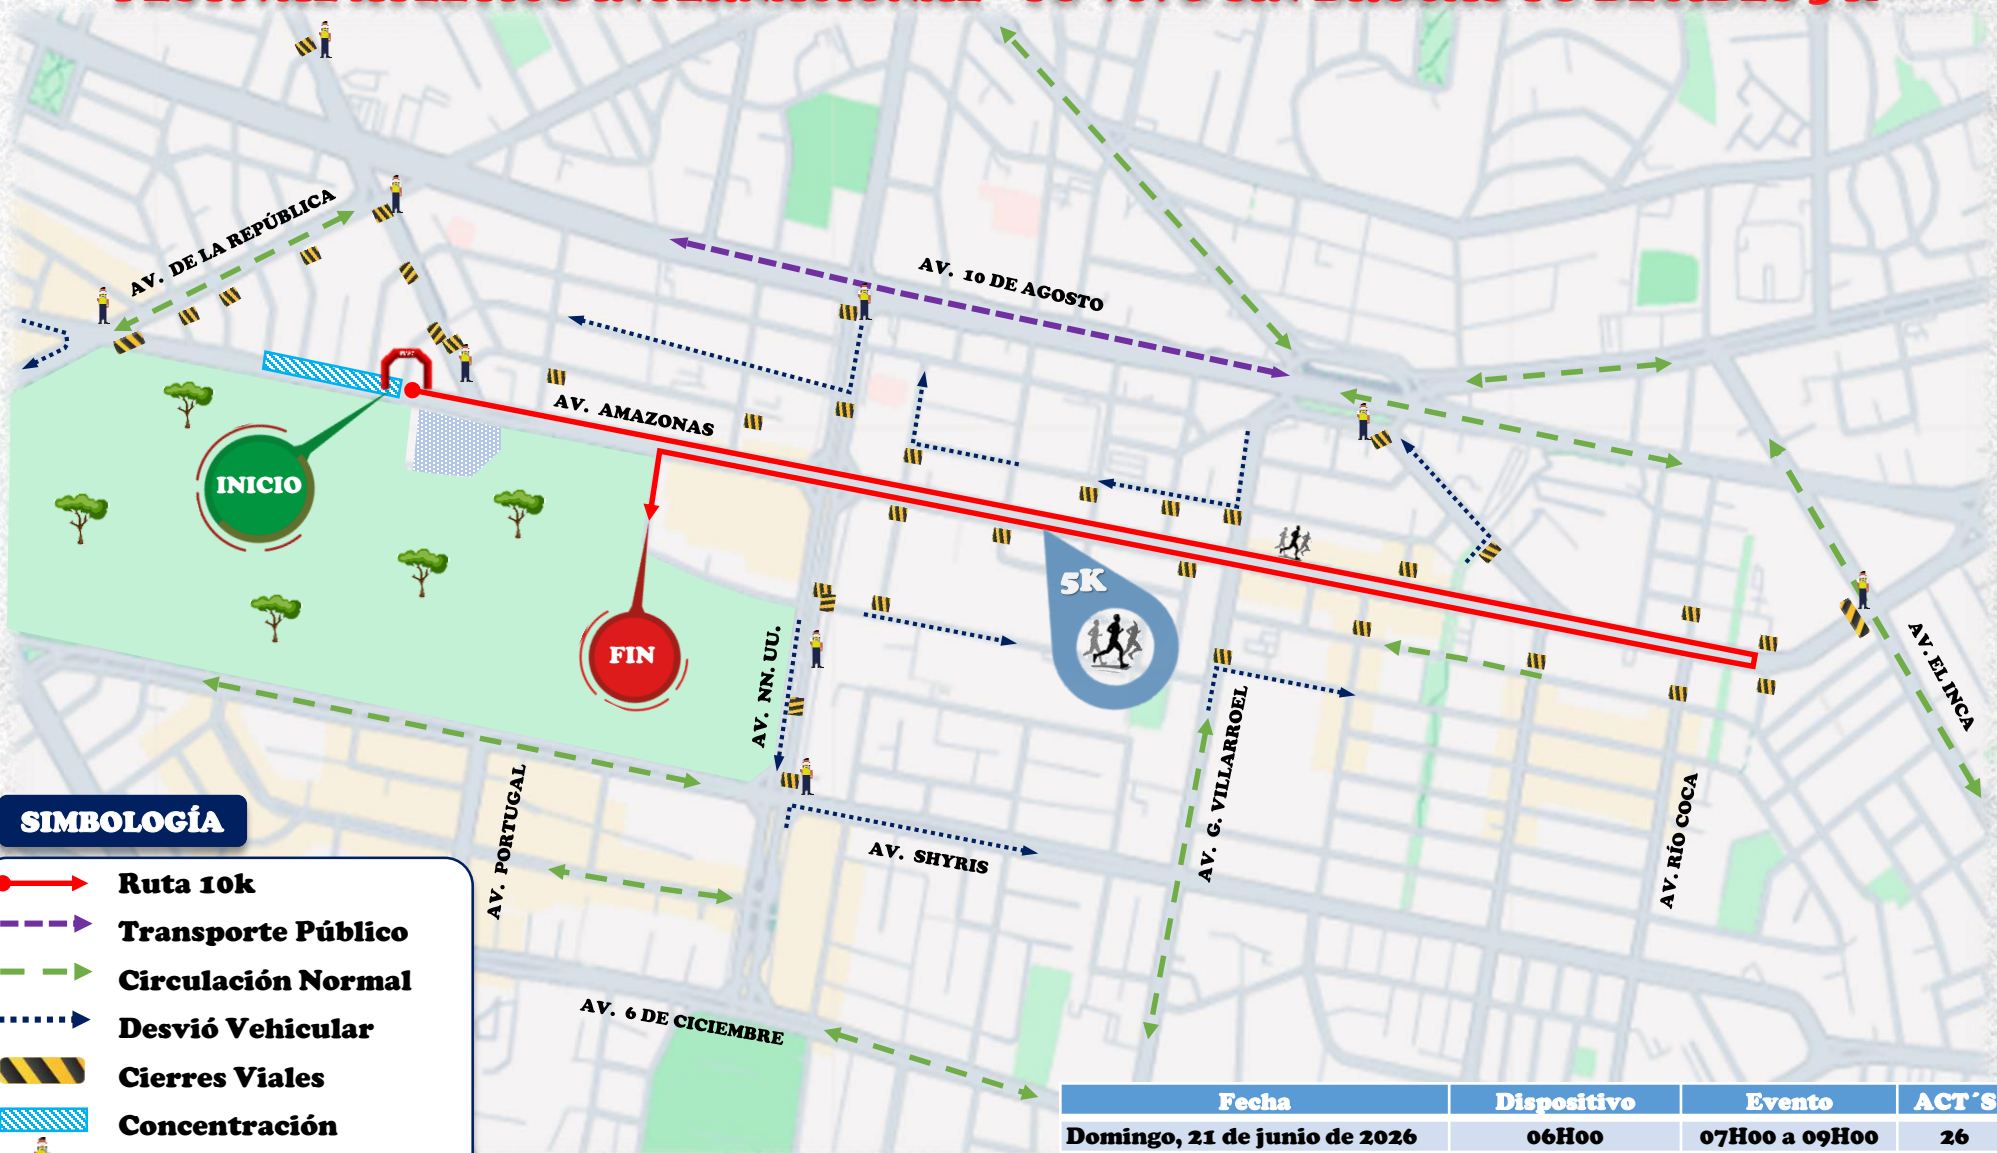 AV. DE LA REPÚBLICA
AV. 10 DE AGOSTO
AV. AMAZONAS
INICIO
5K
FIN
AV. NN. UU.
AV. EL INCA
AV. G. VILLARROEL
AV. PORTUGAL
AV. RÍO COCA
AV. SHYRIS
AV. 6 DE CICIEMBRE
SIMBOLOGÍA
Ruta 10k
Transporte Público
Circulación Normal
Desvió Vehicular
Cierres Viales
Concentración
Fecha Dispositivo Evento ACT´S
Domingo, 21 de junio de 2026 06H00 07H00 a 09H00 26